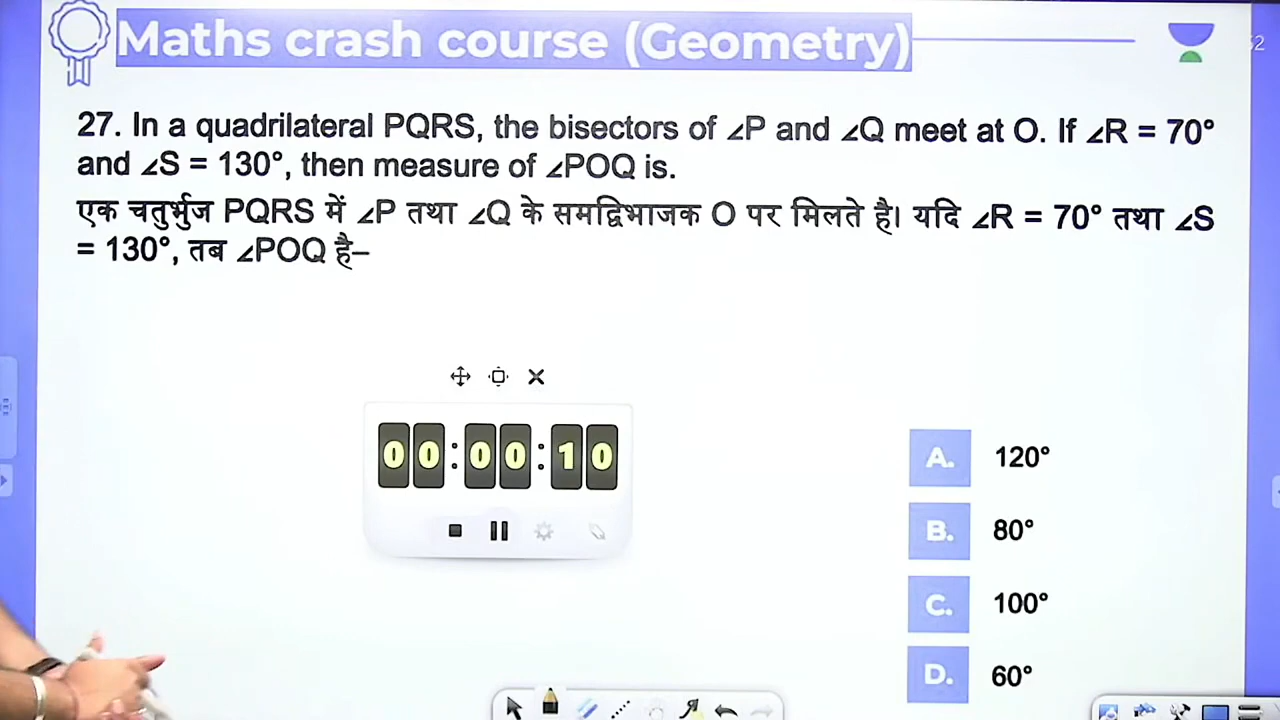 Maths crash course (Geometry)
27. In a quadrilateral PQRS, the bisectors of ∠P and ∠Q meet at O. If ∠R = 70°
and ∠S = 130°, then measure of ∠POQ is.
एक चतुर्भुज PQRS में ∠P तथा ∠Q के समद्विभाजक O पर मिलते है। यदि ∠R = 70° तथा ∠S
= 130°, तब ∠POQ है–
00:00:10
A. 120°
B. 80°
C. 100°
D. 60°